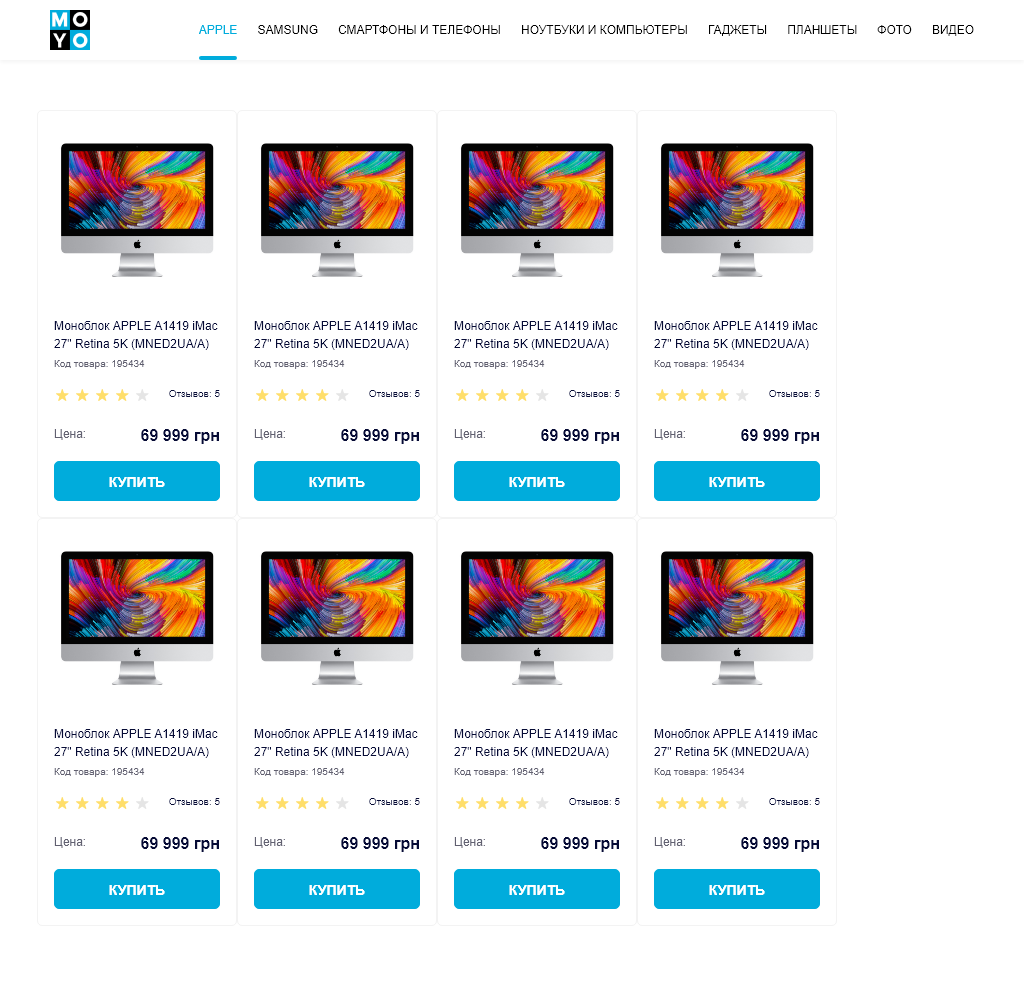 MO
YO
APPLE SAMSUNG СМАРТФОНЫ И ТЕЛЕФОНЫ НОУТБУКИ И КОМПЬЮТЕРЫ ГАДЖЕТЫ ПЛАНШЕТЫ ФОТО ВИДЕО
Моноблок APPLE A1419 iMac
27" Retina 5K (MNED2UA/A)
Код товара: 195434
Отзывов: 5
Цена: 69 999 грн
КУПИТЬ
Моноблок APPLE A1419 iMac
27" Retina 5K (MNED2UA/A)
Код товара: 195434
Отзывов: 5
Цена: 69 999 грн
КУПИТЬ
Моноблок APPLE A1419 iMac
27" Retina 5K (MNED2UA/A)
Код товара: 195434
Отзывов: 5
Цена: 69 999 грн
КУПИТЬ
Моноблок APPLE A1419 iMac
27" Retina 5K (MNED2UA/A)
Код товара: 195434
Отзывов: 5
Цена: 69 999 грн
КУПИТЬ
Моноблок APPLE A1419 iMac
27" Retina 5K (MNED2UA/A)
Код товара: 195434
Отзывов: 5
Цена: 69 999 грн
КУПИТЬ
Моноблок APPLE A1419 iMac
27" Retina 5K (MNED2UA/A)
Код товара: 195434
Отзывов: 5
Цена: 69 999 грн
КУПИТЬ
Моноблок APPLE A1419 iMac
27" Retina 5K (MNED2UA/A)
Код товара: 195434
Отзывов: 5
Цена: 69 999 грн
КУПИТЬ
Моноблок APPLE A1419 iMac
27" Retina 5K (MNED2UA/A)
Код товара: 195434
Отзывов: 5
Цена: 69 999 грн
КУПИТЬ